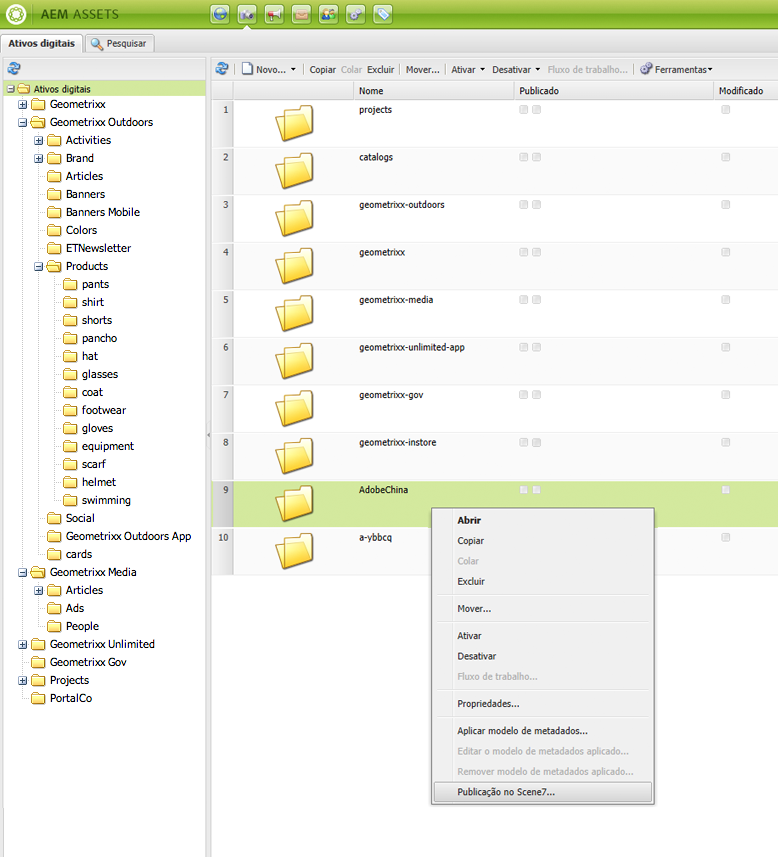 AEM ASSETS
Ativos digitais
Pesquisar
Novo...
Copiar
Colar
Excluir
Mover...
Ativar
Desativar
Fluxo de trabalho...
Ferramentas
Ativos digitais
Geometrixx
Geometrixx Outdoors
Activities
Brand
Articles
Banners
Banners Mobile
Colors
ETNewsletter
Products
pants
shirt
shorts
pancho
hat
glasses
coat
footwear
gloves
equipment
scarf
helmet
swimming
Social
Geometrixx Outdoors App
cards
Geometrixx Media
Articles
Ads
People
Geometrixx Unlimited
Geometrixx Gov
Projects
PortalCo
Nome Publicado Modificado
1 projects
2 catalogs
3 geometrixx-outdoors
4 geometrixx
5 geometrixx-media
6 geometrixx-unlimited-app
7 geometrixx-gov
8 geometrixx-instore
9 AdobeChina
10 a-ybbcq
Abrir
Copiar
Colar
Excluir
Mover...
Ativar
Desativar
Fluxo de trabalho...
Propriedades...
Aplicar modelo de metadados...
Editar o modelo de metadados aplicado...
Remover modelo de metadados aplicado...
Publicação no Scene7...